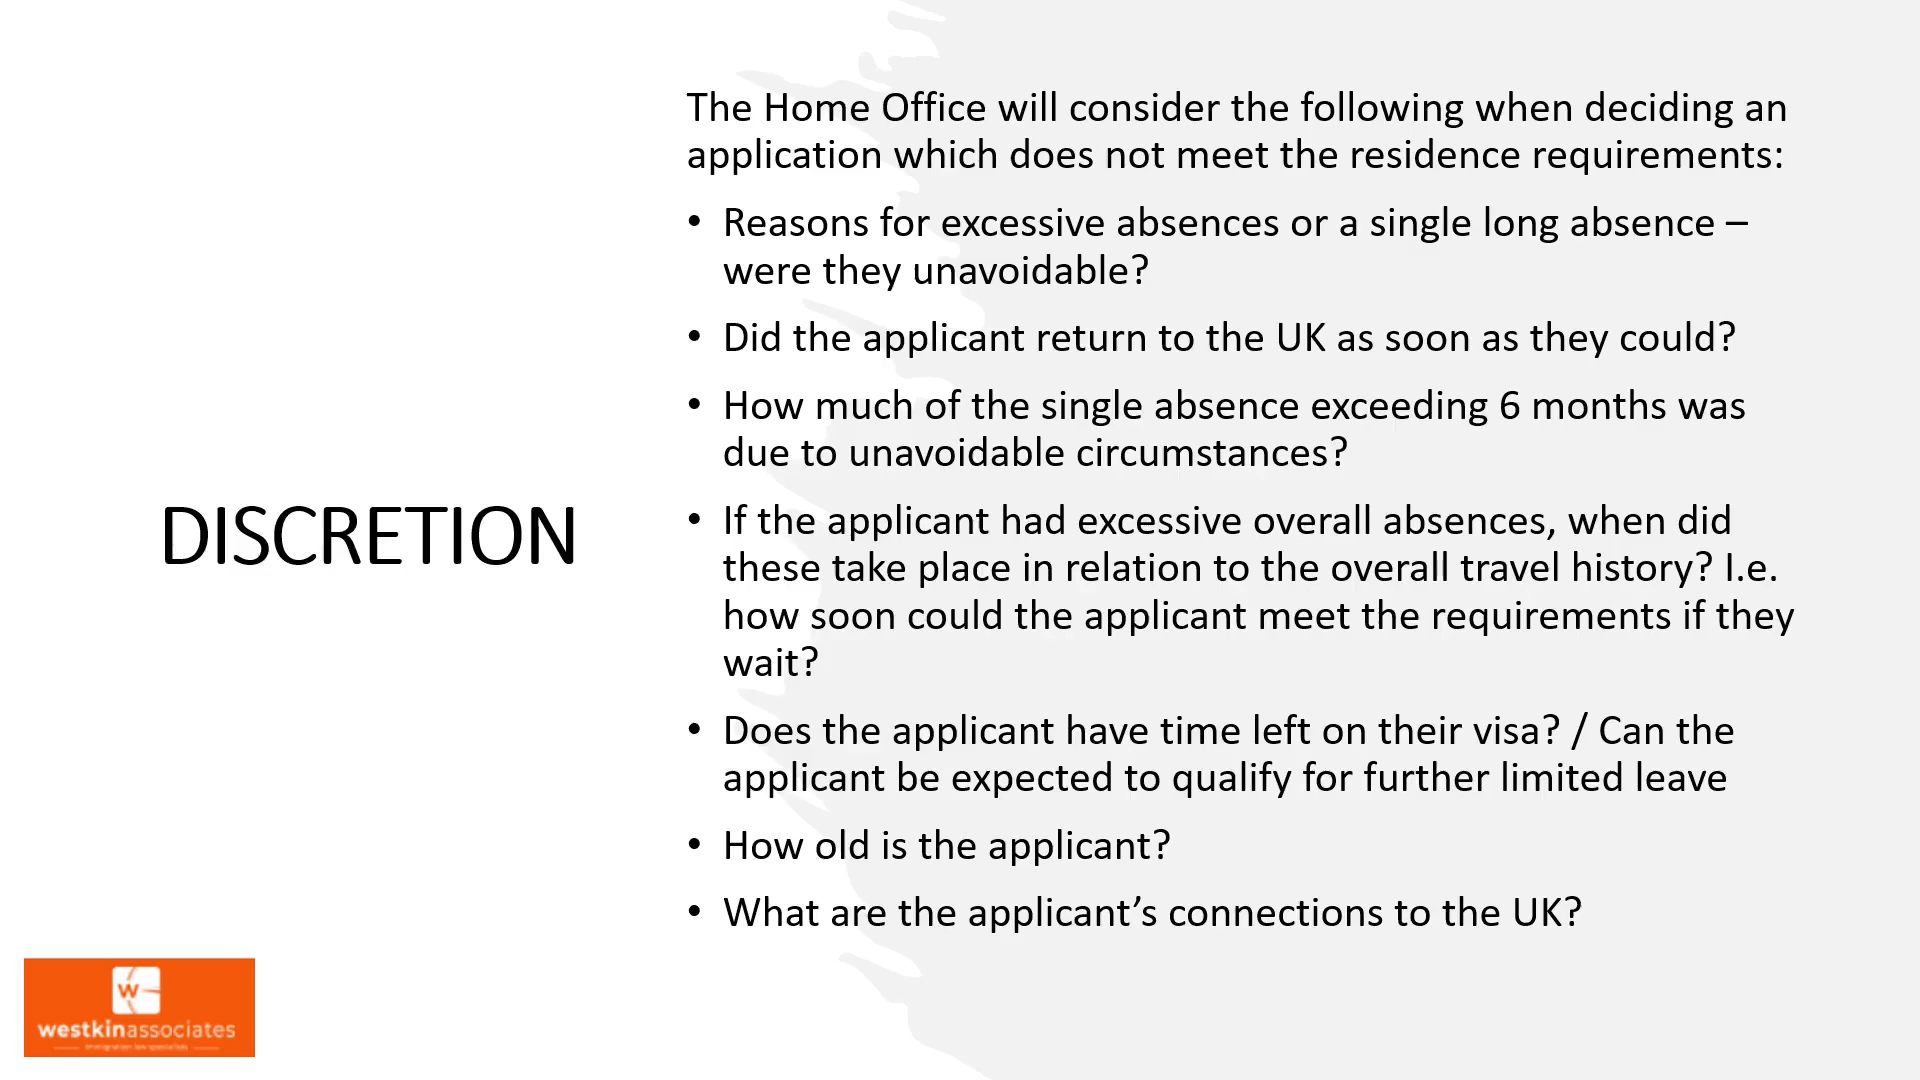 The Home Office will consider the following when deciding an
application which does not meet the residence requirements:
• Reasons for excessive absences or a single long absence –
were they unavoidable?
• Did the applicant return to the UK as soon as they could?
• How much of the single absence exceeding 6 months was
due to unavoidable circumstances?
DISCRETION
• If the applicant had excessive overall absences, when did
these take place in relation to the overall travel history? I.e.
how soon could the applicant meet the requirements if they
wait?
• Does the applicant have time left on their visa? / Can the
applicant be expected to qualify for further limited leave
• How old is the applicant?
• What are the applicant’s connections to the UK?
W
westkinassociates
immigration law specialists